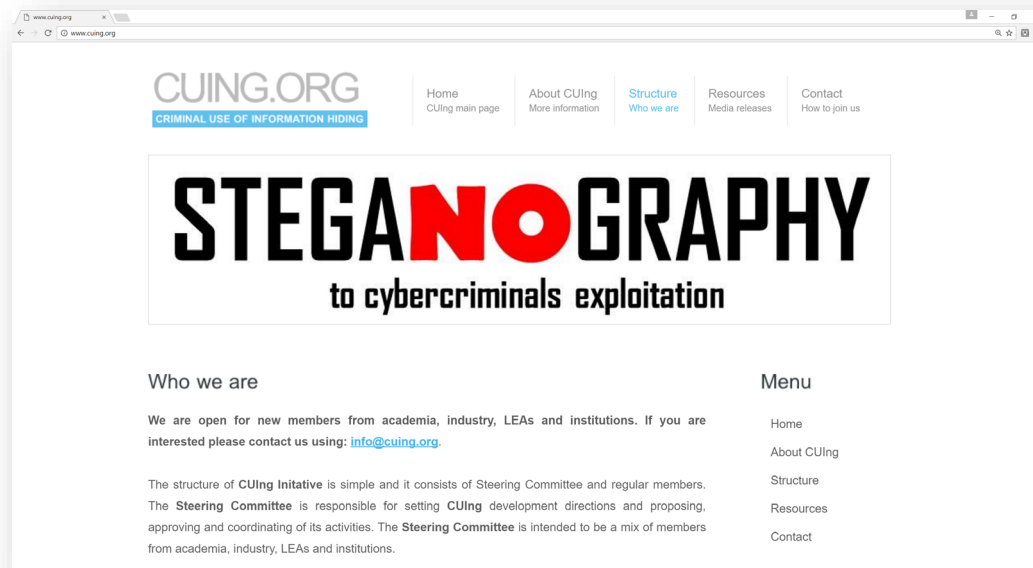 www.cuing.org
www.cuing.org
CUING.ORG
CRIMINAL USE OF INFORMATION HIDING
Home
CUIng main page
About CUIng
More information
Structure
Who we are
Resources
Media releases
Contact
How to join us
STEGANOGRAPHY
to cybercriminals exploitation
Who we are
We are open for new members from academia, industry, LEAs and institutions. If you are
interested please contact us using: info@cuing.org.
The structure of CUIng Initative is simple and it consists of Steering Committee and regular members.
The Steering Committee is responsible for setting CUIng development directions and proposing,
approving and coordinating of its activities. The Steering Committee is intended to be a mix of members
from academia, industry, LEAs and institutions.
Menu
Home
About CUIng
Structure
Resources
Contact